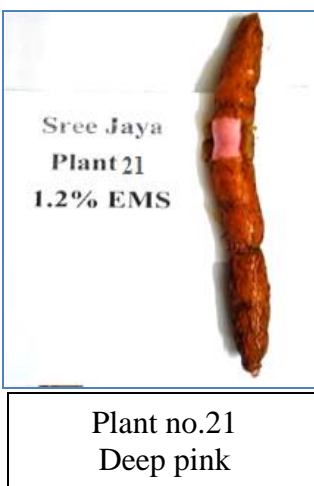 Sree Jaya
Plant 21
1.2% EMS
Plant no.21
Deep pink